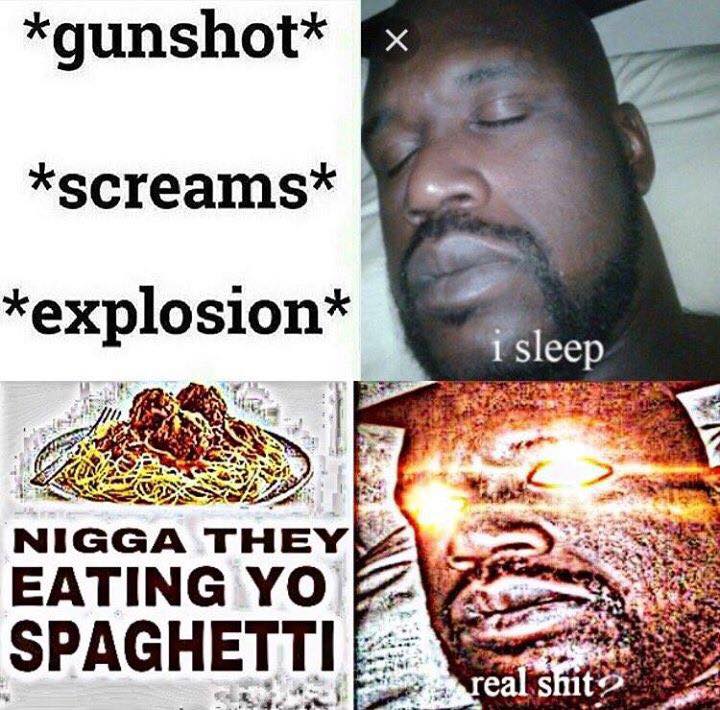 *gunshot*
*screams*
*explosion*
i sleep
NIGGA THEY
EATING YO
SPAGHETTI
real shit?